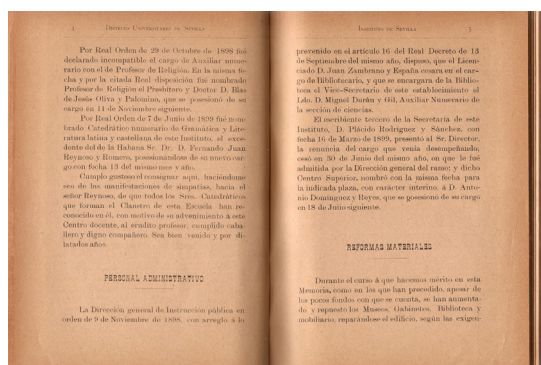 4 DISTRITO UNIVERSITARIO DE SEVILLA
Por Real Orden de 29 de Octubre de 1898 fué
declarado incompatible el cargo de Auxiliar nume-
rario con el de Profesor de Religión. En la misma fe-
cha y por la citada Real disposición fué nombrado
Profesor de Religión el Presbítero y Doctor D. Blas
de Jesús Oliva y Palomino, que se posesionó de su
cargo en 11 de Noviembre siguiente.
Por Real Orden de 7 de Junio de 1899 fué nom-
brado Catedrático numerario de Gramática y Lite-
ratura latina y castellana de este Instituto, el exce-
dente del de la Habana Sr. Dr. D. Fernando Juan
Reynoso y Romero, posesionándose de su nuevo car-
go con fecha 13 del mismo mes y año.
Cumplo gustoso el consignar aquí, haciéndome
eco de las manifestaciones de simpatías, hacia el
señor Reynoso, de que todos los Sres. Catedráticos
que forman el Claustro de esta Escuela han re-
conocido en él, con motivo de su advenimiento á este
Centro docente, al erudito profesor, cumplido caba-
llero y digno compañero. Sea bien venido y por di-
latados años.
PERSONAL ADMINISTRATIVO
La Dirección general de Instrucción pública en
orden de 9 de Noviembre de 1898, con arreglo á lo
INSTITUTO DE SEVILLA 5
prevenido en el artículo 16 del Real Decreto de 13
de Septiembre del mismo año, dispuso, que el Licen-
ciado D. Juan Zambrano y España cesara en el car-
go de Bibliotecario, y que se encargara de la Biblio-
teca el Vice-Secretario de este establecimiento el
Ldo. D. Miguel Durán y Gil, Auxiliar Numerario de
la sección de ciencias.
El escribiente tercero de la Secretaría de este
Instituto, D. Plácido Rodríguez y Sánchez, con
fecha 16 de Marzo de 1899, presentó al Sr. Director,
la renuncia del cargo que venía desempeñando,
cesó en 30 de Junio del mismo año, en que le fué
admitida por la Dirección general del ramo; y dicho
Centro Superior, nombró con la misma fecha para
la indicada plaza, con carácter interino, á D. Anto-
nio Domínguez y Reyes, que se posesionó de su cargo
en 18 de Julio siguiente.
REFORMAS MATERIALES
Durante el curso á que hacemos mérito en esta
Memoria, como en los que han precedido, apesar de
los pocos fondos con que se cuenta, se han aumenta-
do y repuesto los Museos, Gabinetes, Biblioteca y
mobiliario, reparándose el edificio, según las exigen-